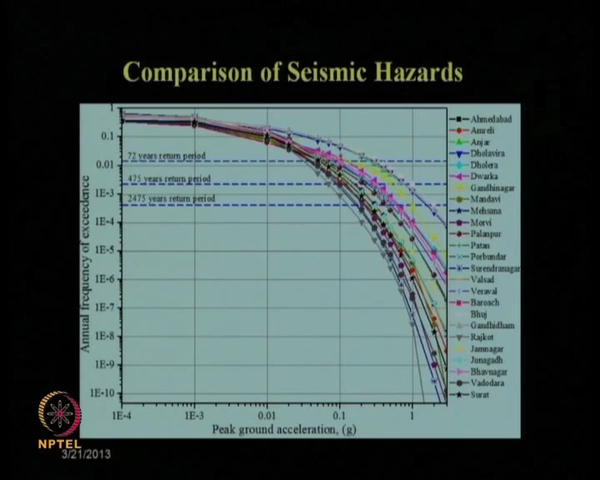 Comparison of Seismic Hazards
Annual frequency of exceedence
1
0.1
0.01
1E-3
1E-4
1E-5
1E-6
1E-7
1E-8
1E-9
1E-10
72 years return period
475 years return period
2475 years return period
1E-4
1E-3
0.01
0.1
1
Peak ground acceleration, (g)
Ahmedabad
Amreli
Anjar
Dholavira
Dholera
Dwarka
Gandhinagar
Mandavi
Mehsana
Morvi
Palanpur
Patan
Porbundar
Surendranagar
Valsad
Veraval
Baroach
Bhuj
Gandhidham
Rajkot
Jamnagar
Junagadh
Bhavnagar
Vadodara
Surat
NPTEL
3/21/2013